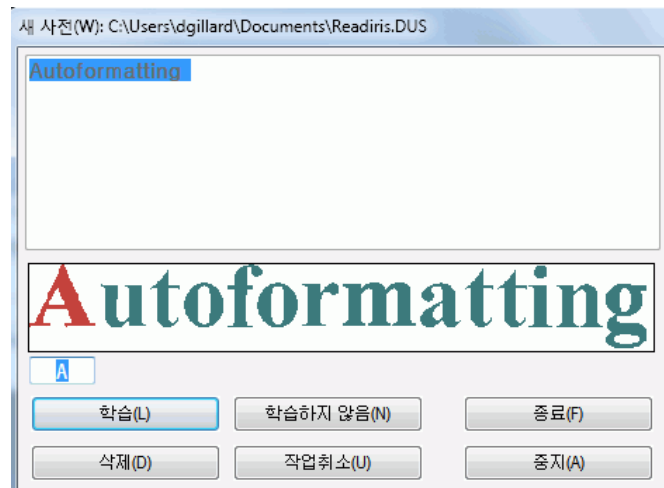 새 사전(W): C:\Users\dgillard\Documents\Readiris.DUS
Autoformatting
Autoformatting
A
학습(L) 학습하지 않음(N) 종료(F)
삭제(D) 작업취소(U) 중지(A)